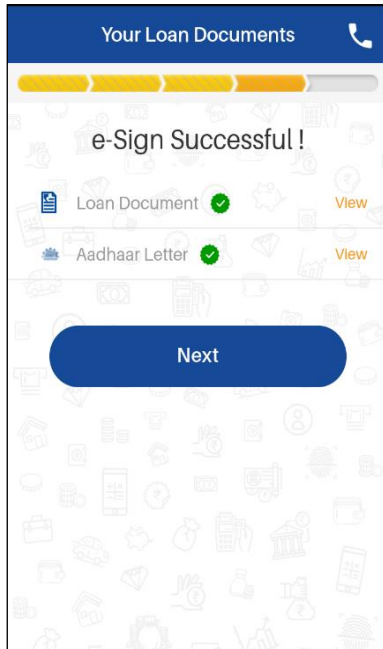 Your Loan Documents
e-Sign Successful !
Loan Document View
Aadhaar Letter View
Next